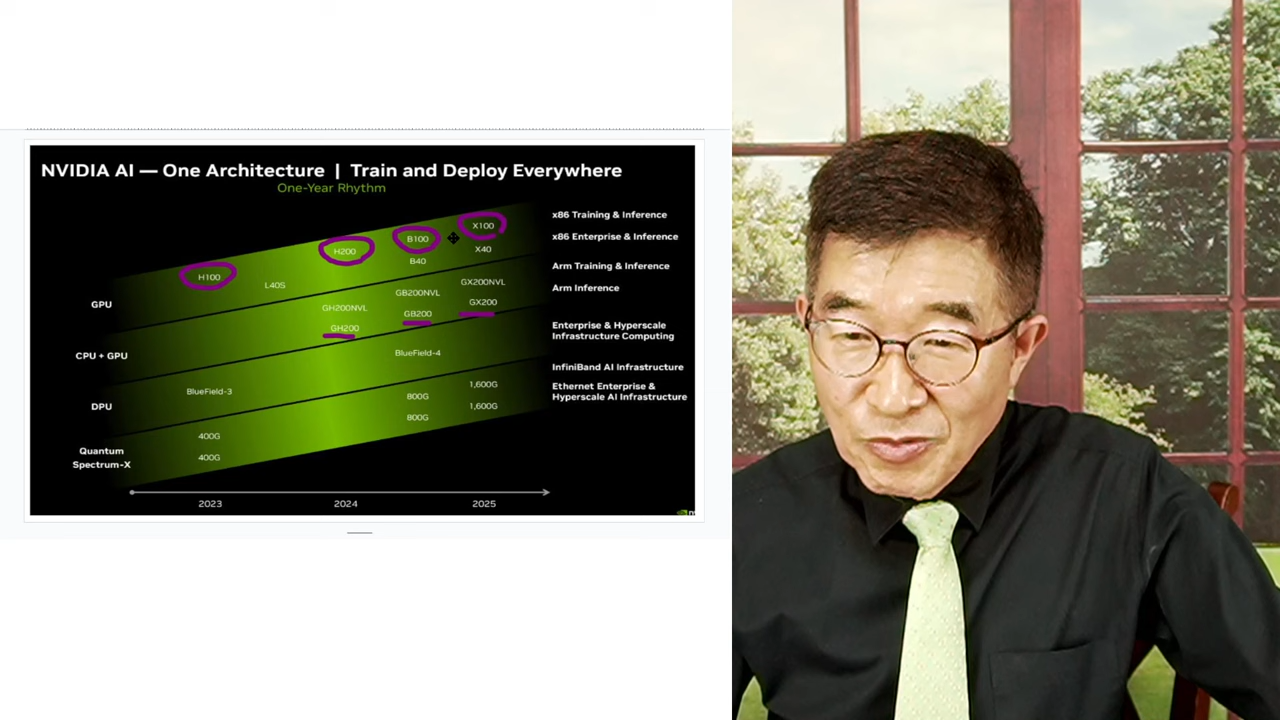 NVIDIA AI — One Architecture | Train and Deploy Everywhere
One-Year Rhythm
GPU
CPU + GPU
DPU
Quantum
Spectrum-X
H100
L40S
H200
B100
B40
X100
X40
GH200NVL
GH200
GB200NVL
GB200
GX200NVL
GX200
BlueField-3
BlueField-4
400G
400G
800G
800G
1,600G
1,600G
x86 Training & Inference
x86 Enterprise & Inference
Arm Training & Inference
Arm Inference
Enterprise & Hyperscale
Infrastructure Computing
InfiniBand AI Infrastructure
Ethernet Enterprise &
Hyperscale AI Infrastructure
2023
2024
2025